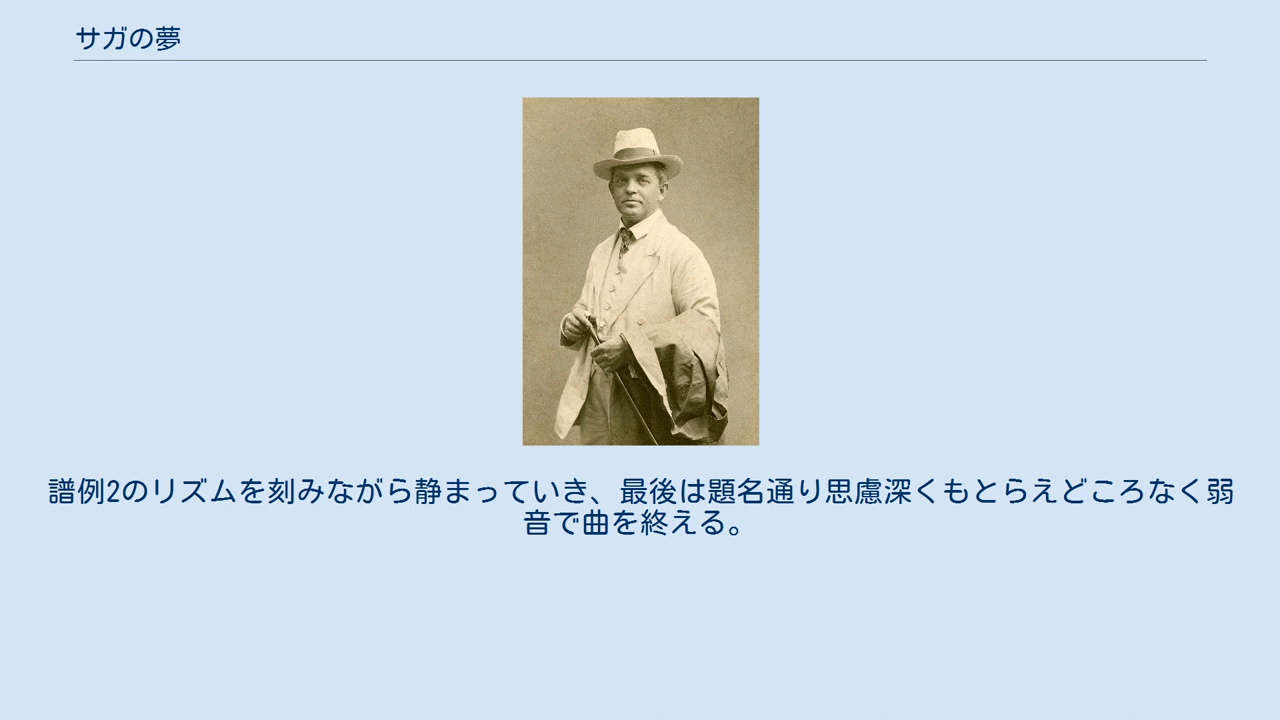 サガの夢
譜例2のリズムを刻みながら静まっていき、最後は題名通り思慮深くもとらえどころなく弱
音で曲を終える。